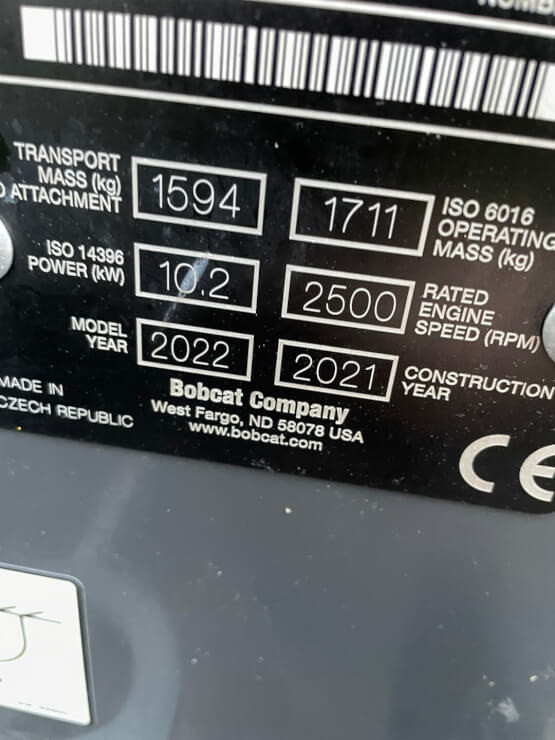 TRANSPORT
MASS (kg)
ATTACHMENT
1594
1711
ISO 6016
OPERATING
MASS (kg)
ISO 14396
POWER (kW)
10.2
2500
RATED
ENGINE
SPEED (RPM)
MODEL
YEAR
2022
2021
CONSTRUCTION
YEAR
MADE IN
CZECH REPUBLIC
Bobcat Company
West Fargo, ND 58078 USA
www.bobcat.com
CE